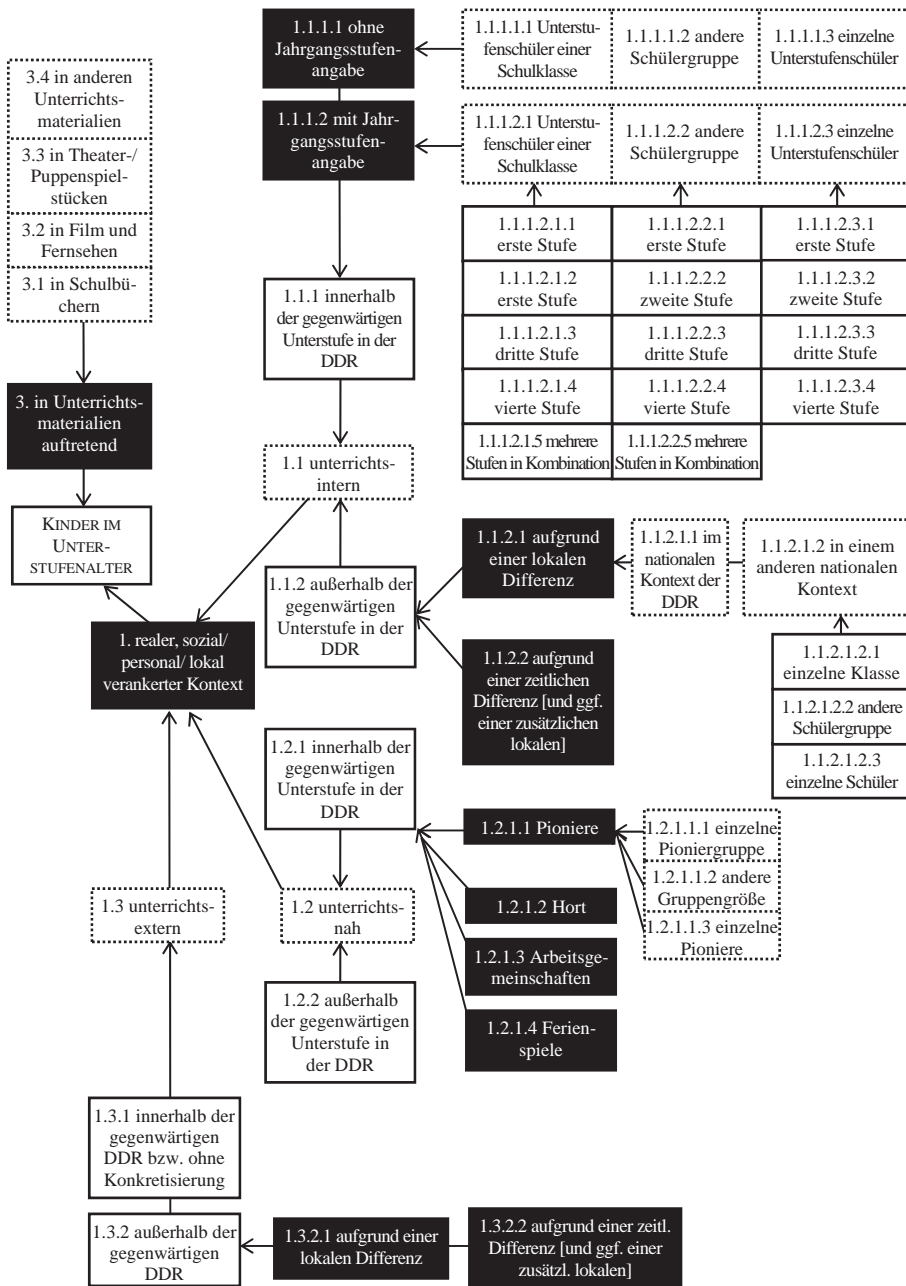 3.4 in anderen
Unterrichts-
materialien
3.3 in Theater-/
Puppenspiel-
stücken
3.2 in Film und
Fernsehen
3.1 in Schulbü-
chern
3. in Unterrichts-
materialien
auftretend
KINDER IM
UNTER-
STUFENALTER
1. realer, sozial/
personal/ lokal
verankerter Kontext
1.1.1.1 ohne
Jahrgangsstufen-
angabe
1.1.1.1.1 Unterstu-
fenschüler einer
Schulklasse
1.1.1.1.2 andere
Schülergruppe
1.1.1.1.3 einzelne
Unterstufenschüler
1.1.1.2 mit Jahr-
gangsstufen-
angabe
1.1.1.2.1 Unterstu-
fenschüler einer
Schulklasse
1.1.1.2.2 andere
Schülergruppe
1.1.1.2.3 einzelne
Unterstufenschüler
1.1.1.2.1.1
erste Stufe
1.1.1.2.2.1
erste Stufe
1.1.1.2.3.1
erste Stufe
1.1.1.2.1.2
erste Stufe
1.1.1.2.2.2
zweite Stufe
1.1.1.2.3.2
zweite Stufe
1.1.1.2.1.3
dritte Stufe
1.1.1.2.2.3
dritte Stufe
1.1.1.2.3.3
dritte Stufe
1.1.1.2.1.4
vierte Stufe
1.1.1.2.2.4
vierte Stufe
1.1.1.2.3.4
vierte Stufe
1.1.1.2.1.5 mehrere
Stufen in Kombination
1.1.1.2.2.5 mehrere
Stufen in Kombination
1.1.1 innerhalb
der gegenwärtigen
Unterstufe in der
DDR
1.1 unterrichts-
intern
1.1.2 außerhalb der
gegenwärtigen
Unterstufe in der
DDR
1.1.2.1 aufgrund
einer lokalen
Differenz
1.1.2.1.1 im
nationalen
Kontext der
DDR
1.1.2.1.2 in einem
anderen nationalen
Kontext
1.1.2.1.2.1
einzelne Klasse
1.1.2.1.2.2 andere
Schülergruppe
1.1.2.1.2.3
einzelne Schüler
1.1.2.2 aufgrund
einer zeitlichen
Differenz [und ggf.
einer zusätzlichen
lokalen]
1.2.1 innerhalb der
gegenwärtigen
Unterstufe in der
DDR
1.2.1.1 Pioniere
1.2.1.1.1 einzelne
Pioniergruppe
1.2.1.1.2 andere
Gruppengröße
1.2.1.1.3 einzelne
Pioniere
1.2.1.2 Hort
1.2.1.3 Arbeitsge-
meinschaften
1.2.1.4 Ferien-
spiele
1.2 unterrichts-
nah
1.2.2 außerhalb
der gegenwärtigen
Unterstufe in
der DDR
1.3 unterrichts-
extern
1.3.1 innerhalb der
gegenwärtigen
DDR bzw. ohne
Konkretisierung
1.3.2 außerhalb der
gegenwärtigen
DDR
1.3.2.1 aufgrund einer
lokalen Differenz
1.3.2.2 aufgrund einer zeitl.
Differenz [und ggf. einer
zusätzl. lokalen]